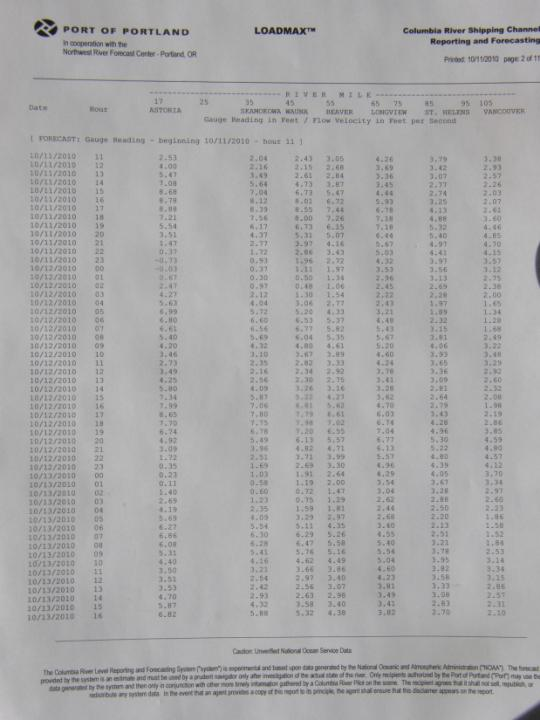 PORT OF PORTLAND
In cooperation with the
Northwest River Forecast Center - Portland, OR
LOADMAX™
Columbia River Shipping Channel
Reporting and Forecasting
Printed: 10/11/2010 page: 2 of 11
R I V E R M I L E
17 25 35 45 55 65 75 85 95 105
Date Hour ASTORIA SKAMOKOWA WAUNA BEAVER LONGVIEW ST. HELENS VANCOUVER
Gauge Reading in Feet / Flow Velocity in Feet per Second
[ FORECAST: Gauge Reading - beginning 10/11/2010 - hour 11 ]
10/11/2010 11 2.53 2.04 2.43 3.05 4.26 3.79 3.38
10/11/2010 12 4.00 2.16 2.15 2.68 3.69 3.42 2.93
10/11/2010 13 5.47 3.49 2.61 2.84 3.36 3.07 2.57
10/11/2010 14 7.08 5.64 4.73 3.87 3.45 2.77 2.26
10/11/2010 15 8.68 7.04 6.73 5.47 4.44 2.74 2.03
10/11/2010 16 8.78 8.12 8.01 6.72 5.93 3.25 2.07
10/11/2010 17 8.88 8.39 8.55 7.44 6.78 4.13 2.61
10/11/2010 18 7.21 7.56 8.00 7.26 7.18 4.88 3.60
10/11/2010 19 5.54 6.17 6.73 6.15 7.18 5.32 4.46
10/11/2010 20 3.51 4.37 5.31 5.07 6.44 5.40 4.85
10/11/2010 21 1.47 2.77 3.97 4.16 5.67 4.97 4.70
10/11/2010 22 0.37 1.72 2.86 3.43 5.03 4.41 4.15
10/11/2010 23 -0.73 0.93 1.96 2.72 4.32 3.97 3.57
10/12/2010 00 -0.03 0.37 1.11 1.97 3.53 3.56 3.12
10/12/2010 01 0.67 0.30 0.50 1.34 2.96 3.13 2.75
10/12/2010 02 2.47 0.97 0.48 1.06 2.45 2.69 2.38
10/12/2010 03 4.27 2.12 1.30 1.54 2.22 2.28 2.00
10/12/2010 04 5.63 4.04 3.06 2.77 2.43 1.97 1.65
10/12/2010 05 6.99 5.72 5.20 4.33 3.21 1.89 1.34
10/12/2010 06 6.80 6.60 6.53 5.37 4.48 2.32 1.28
10/12/2010 07 6.61 6.56 6.77 5.82 5.43 3.15 1.68
10/12/2010 08 5.40 5.69 6.04 5.35 5.67 3.81 2.49
10/12/2010 09 4.20 4.32 4.80 4.61 5.20 4.06 3.22
10/12/2010 10 3.46 3.10 3.67 3.89 4.60 3.93 3.48
10/12/2010 11 2.73 2.35 2.82 3.33 4.24 3.65 3.29
10/12/2010 12 3.49 2.16 2.34 2.92 3.78 3.36 2.92
10/12/2010 13 4.25 2.56 2.30 2.75 3.41 3.09 2.60
10/12/2010 14 5.80 4.09 3.26 3.16 3.28 2.81 2.32
10/12/2010 15 7.34 5.87 5.22 4.27 3.62 2.64 2.08
10/12/2010 16 7.99 7.06 6.81 5.62 4.70 2.79 1.98
10/12/2010 17 8.65 7.80 7.79 6.61 6.03 3.43 2.19
10/12/2010 18 7.70 7.75 7.98 7.02 6.74 4.28 2.86
10/12/2010 19 6.74 6.78 7.20 6.55 7.04 4.96 3.85
10/12/2010 20 4.92 5.49 6.13 5.57 6.77 5.30 4.59
10/12/2010 21 3.09 3.96 4.82 4.71 6.13 5.22 4.80
10/12/2010 22 1.72 2.51 3.71 3.99 5.57 4.80 4.57
10/12/2010 23 0.35 1.69 2.69 3.30 4.96 4.39 4.12
10/13/2010 00 0.23 1.03 1.91 2.64 4.29 4.05 3.70
10/13/2010 01 0.11 0.58 1.19 2.00 3.54 3.67 3.34
10/13/2010 02 1.40 0.60 0.72 1.47 3.04 3.28 2.97
10/13/2010 03 2.69 1.23 0.75 1.29 2.62 2.88 2.60
10/13/2010 04 4.19 2.35 1.59 1.81 2.44 2.50 2.23
10/13/2010 05 5.69 4.09 3.29 2.97 2.68 2.20 1.86
10/13/2010 06 6.27 5.54 5.11 4.35 3.40 2.13 1.58
10/13/2010 07 6.86 6.30 6.29 5.26 4.55 2.51 1.52
10/13/2010 08 6.08 6.28 6.47 5.58 5.40 3.21 1.84
10/13/2010 09 5.31 5.41 5.76 5.16 5.54 3.78 2.53
10/13/2010 10 4.40 4.16 4.62 4.49 5.04 3.95 3.14
10/13/2010 11 3.50 3.21 3.66 3.86 4.60 3.82 3.34
10/13/2010 12 3.51 2.54 2.97 3.40 4.23 3.58 3.15
10/13/2010 13 3.53 2.42 2.56 3.07 3.81 3.33 2.86
10/13/2010 14 4.70 2.93 2.63 2.98 3.49 3.08 2.57
10/13/2010 15 5.87 4.32 3.58 3.40 3.41 2.83 2.31
10/13/2010 16 6.82 5.88 5.32 4.38 3.82 2.70 2.10
Caution: Unverified National Ocean Service Data
The Columbia River Level Reporting and Forecasting System ("system") is experimental and based upon data generated by the National Oceanic and Atmospheric Administration ("NOAA"). The forecast
provided by the system is an estimate and must be used by a prudent navigator only after investigation of the actual state of the river. Only recipients authorized by the Port of Portland ("Port") may use the
data generated by the system and then only in conjunction with other more timely information gathered by a Columbia River Pilot on the scene. The recipient agrees that it shall not sell, republish, or
redistribute any system data. In the event that an agent provides a copy of this report to its principle, the agent shall ensure that this disclaimer appears on the report.